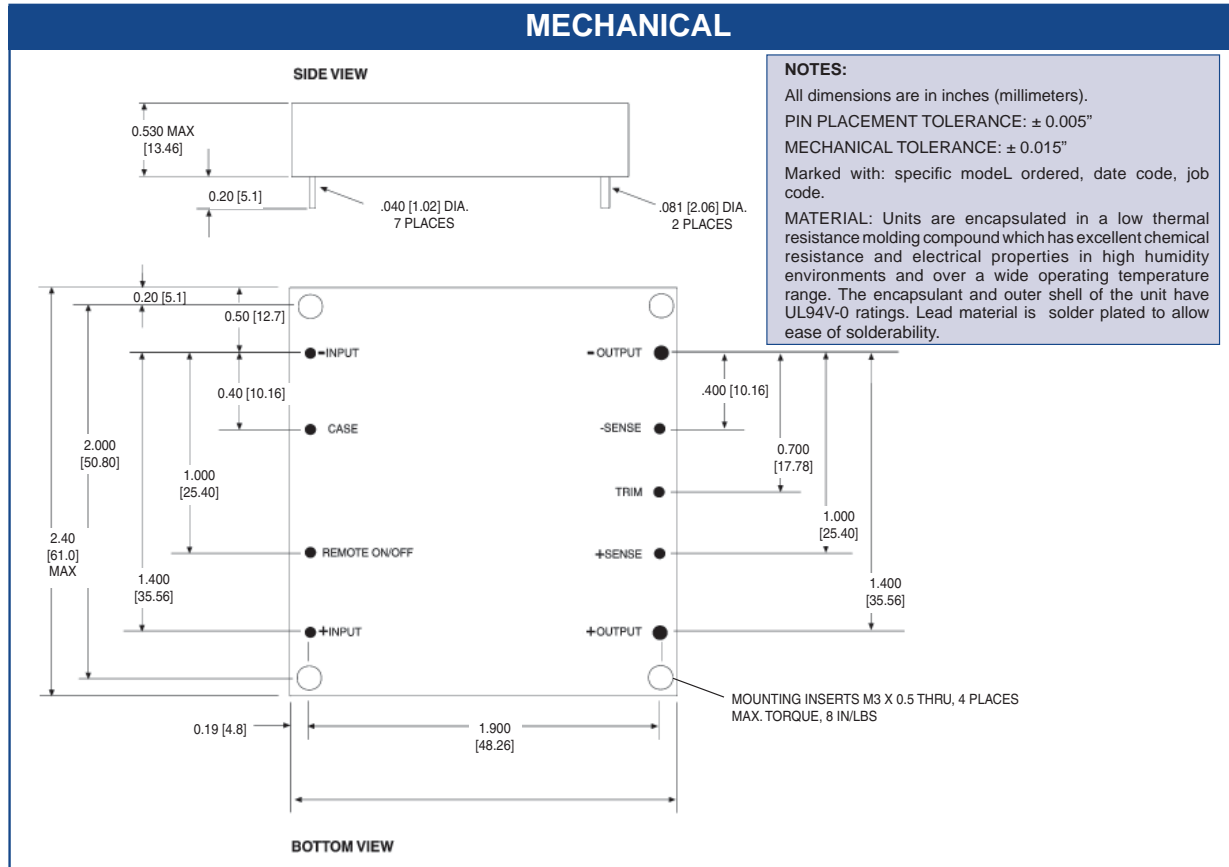 MECHANICAL
SIDE VIEW
0.530 MAX
[13.46]
0.20 [5.1]
.040 [1.02] DIA.
7 PLACES
.081 [2.06] DIA.
2 PLACES
NOTES:
All dimensions are in inches (millimeters).
PIN PLACEMENT TOLERANCE: ± 0.005”
MECHANICAL TOLERANCE: ± 0.015”
Marked with: specific modeL ordered, date code, job
code.
MATERIAL: Units are encapsulated in a low thermal
resistance molding compound which has excellent chemical
resistance and electrical properties in high humidity
environments and over a wide operating temperature
range. The encapsulant and outer shell of the unit have
UL94V-0 ratings. Lead material is solder plated to allow
ease of solderability.
0.20 [5.1]
0.50 [12.7]
-INPUT
-OUTPUT
0.40 [10.16]
.400 [10.16]
CASE
-SENSE
2.000
[50.80]
0.700
[17.78]
1.000
[25.40]
TRIM
1.000
[25.40]
2.40
[61.0]
MAX
REMOTE ON/OFF
+SENSE
1.400
[35.56]
1.400
[35.56]
+INPUT
+OUTPUT
MOUNTING INSERTS M3 X 0.5 THRU, 4 PLACES
MAX. TORQUE, 8 IN/LBS
0.19 [4.8]
1.900
[48.26]
BOTTOM VIEW